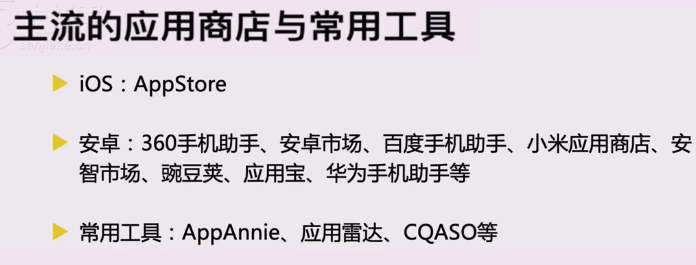 主流的应用商店与常用工具
sanjieke.cn
iOS：AppStore
安卓：360手机助手、安卓市场、百度手机助手、小米应用商店、安
智市场、豌豆荚、应用宝、华为手机助手等
常用工具：AppAnnie、应用雷达、CQASO等